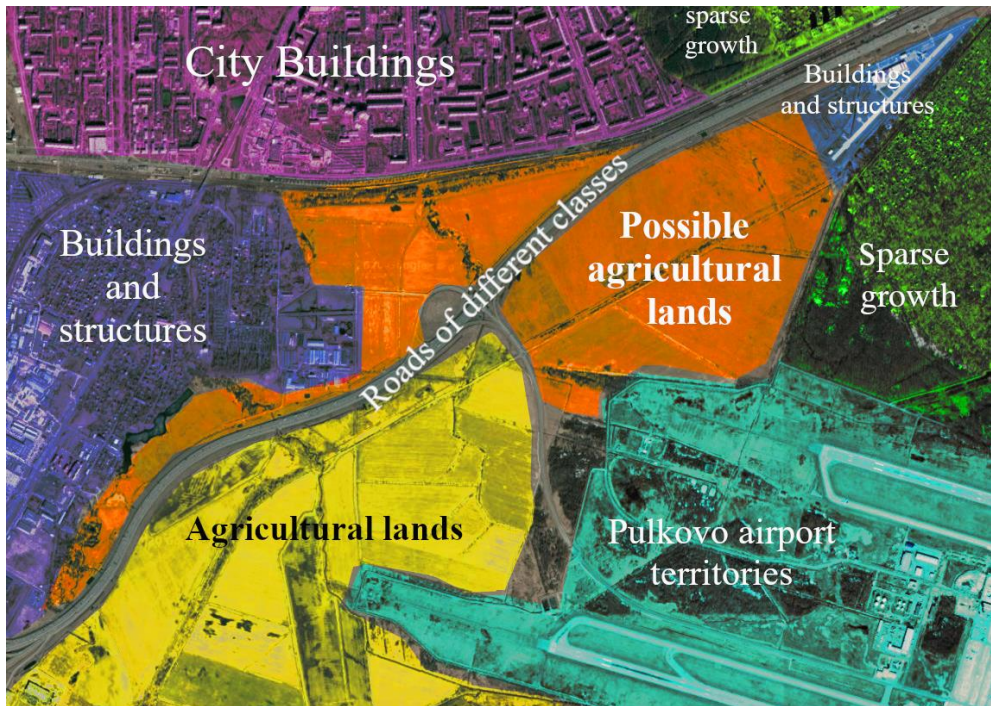 sparse
growth
City Buildings
Buildings
and structures
Roads of different classes
Possible
agricultural
lands
Buildings
and
structures
Sparse
growth
Agricultural lands
Pulkovo airport
territories